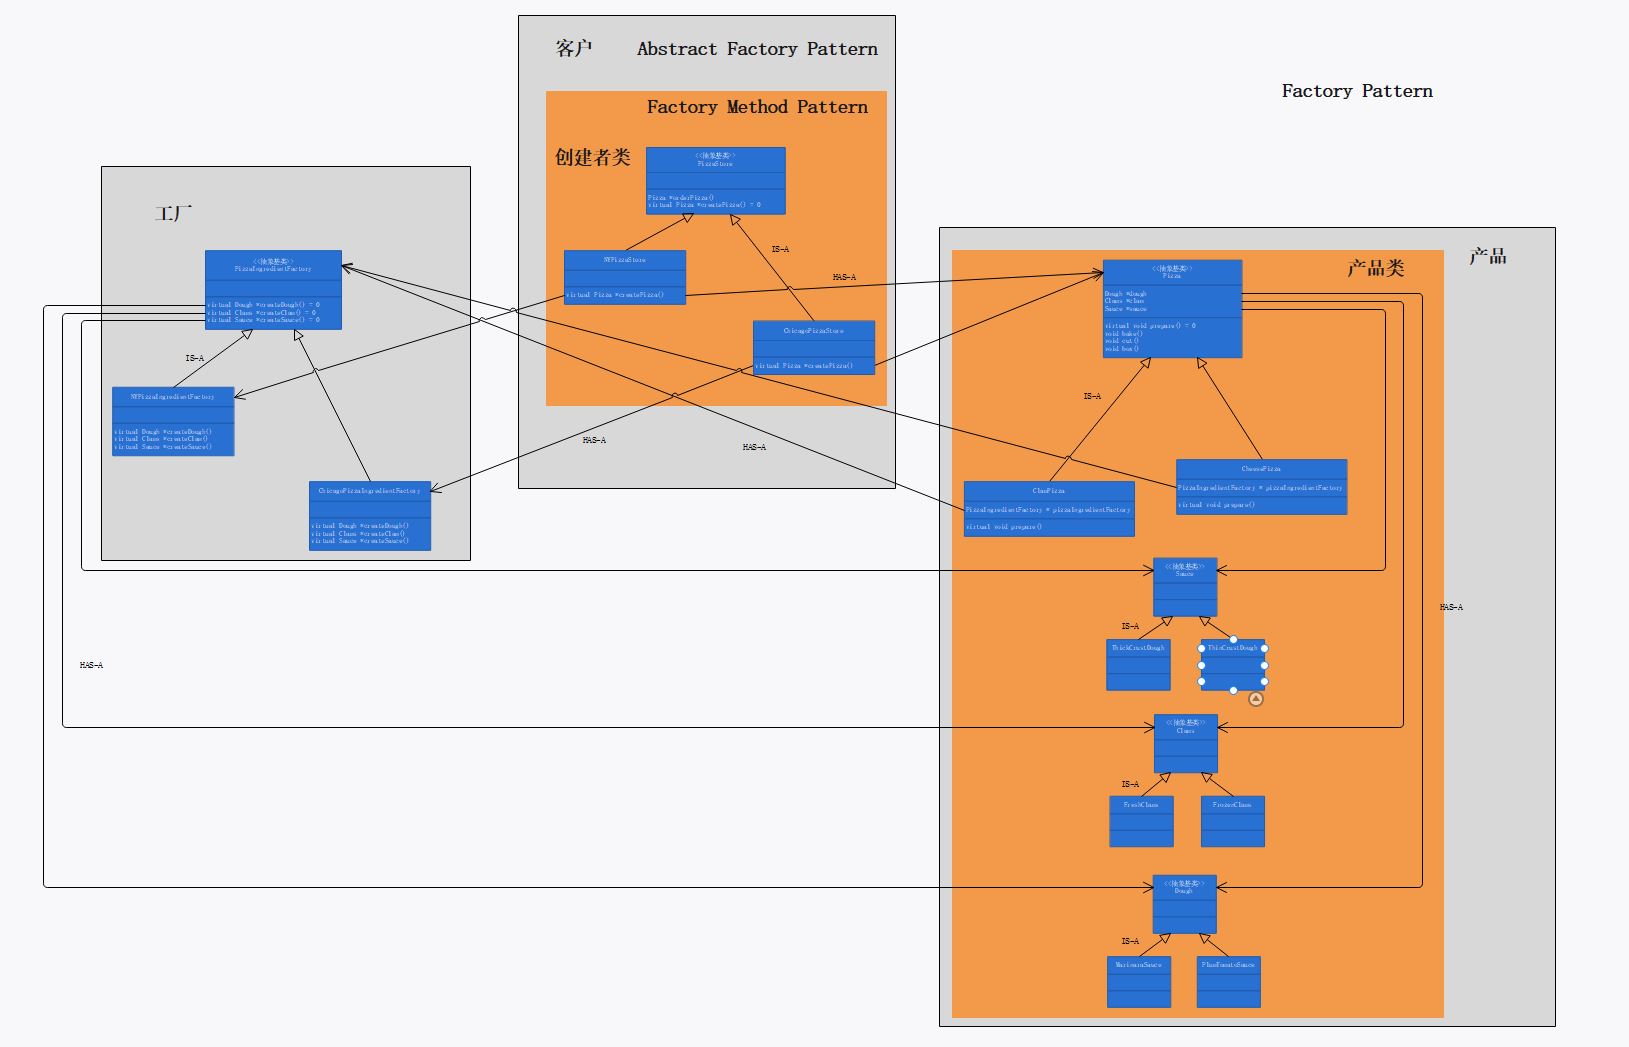 客户 Abstract Factory Pattern
Factory Method Pattern
创建者类
<<抽象基类>>
PizzaStore
Pizza *orderPizza()
virtual Pizza *createPizza() = 0
IS-A
HAS-A
NYPizzaStore
virtual Pizza *createPizza()
ChicagoPizzaStore
virtual Pizza *createPizza()
HAS-A
HAS-A
Factory Pattern
工厂
<<抽象基类>>
PizzaIngredientFactory
virtual Dough *createDough() = 0
virtual Clams *createClam() = 0
virtual Sauce *createSauce() = 0
IS-A
NYPizzaIngredientFactory
virtual Dough *createDough()
virtual Clams *createClam()
virtual Sauce *createSauce()
ChicagoPizzaIngredientFactory
virtual Dough *createDough()
virtual Clams *createClam()
virtual Sauce *createSauce()
HAS-A
产品
产品类
<<抽象基类>>
Pizza
Dough *dough
Clams *clam
Sauce *sauce
virtual void prepare() = 0
void bake()
void cut()
void box()
IS-A
ClamPizza
PizzaIngredientFactory * pizzaIngredientFactory
virtual void prepare()
CheesePizza
PizzaIngredientFactory * pizzaIngredientFactory
virtual void prepare()
<<抽象基类>>
Sauce
IS-A
ThickCrustDough
ThinCrustDough
HAS-A
<<抽象基类>>
Clams
IS-A
FreshClams
FrozenClams
<<抽象基类>>
Dough
IS-A
MarinaraSauce
PlumTomatoSauce